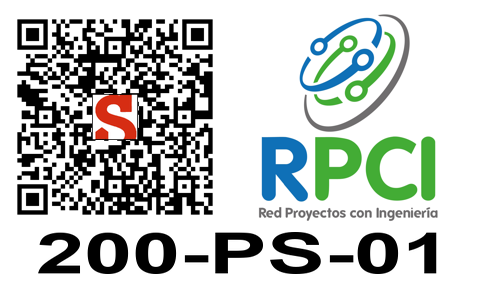 S
RPCI
Red Proyectos con Ingeniería
200-PS-01